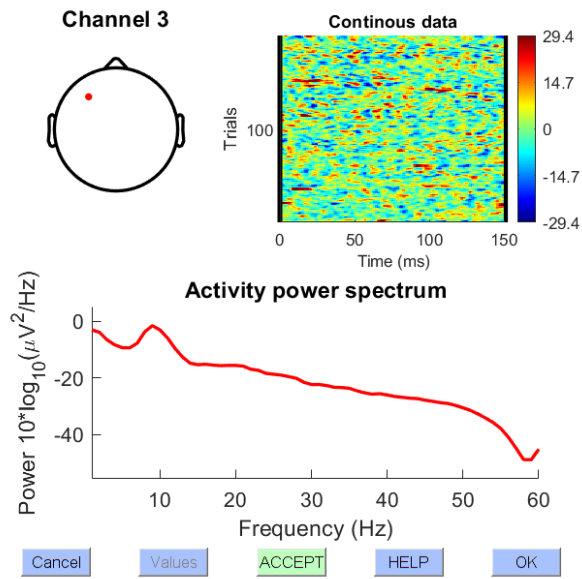 Channel 3
Continous data
Trials
100
29.4
14.7
0
-14.7
-29.4
0 50 100 150
Time (ms)
Activity power spectrum
Power 10*log10(μV2/Hz)
0
-20
-40
10 20 30 40 50 60
Frequency (Hz)
Cancel Values ACCEPT HELP OK